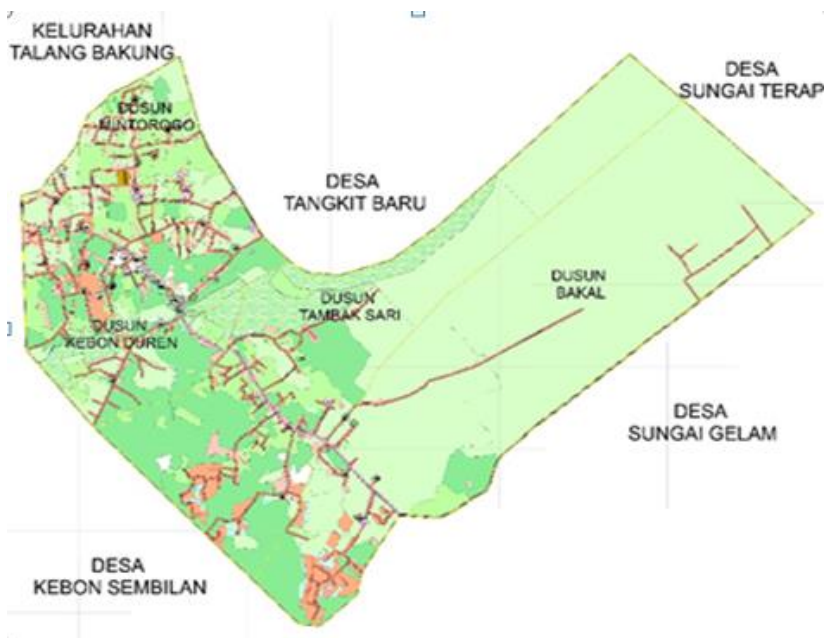 KELURAHAN
TALANG BAKUNG
DESA
SUNGAI TERAP
DUSUN
MINTOROGO
DESA
TANGKIT BARU
DUSUN
BAKAL
DUSUN
TAMBAK SARI
DUSUN
KEBON DUREN
DESA
SUNGAI GELAM
DESA
KEBON SEMBILAN